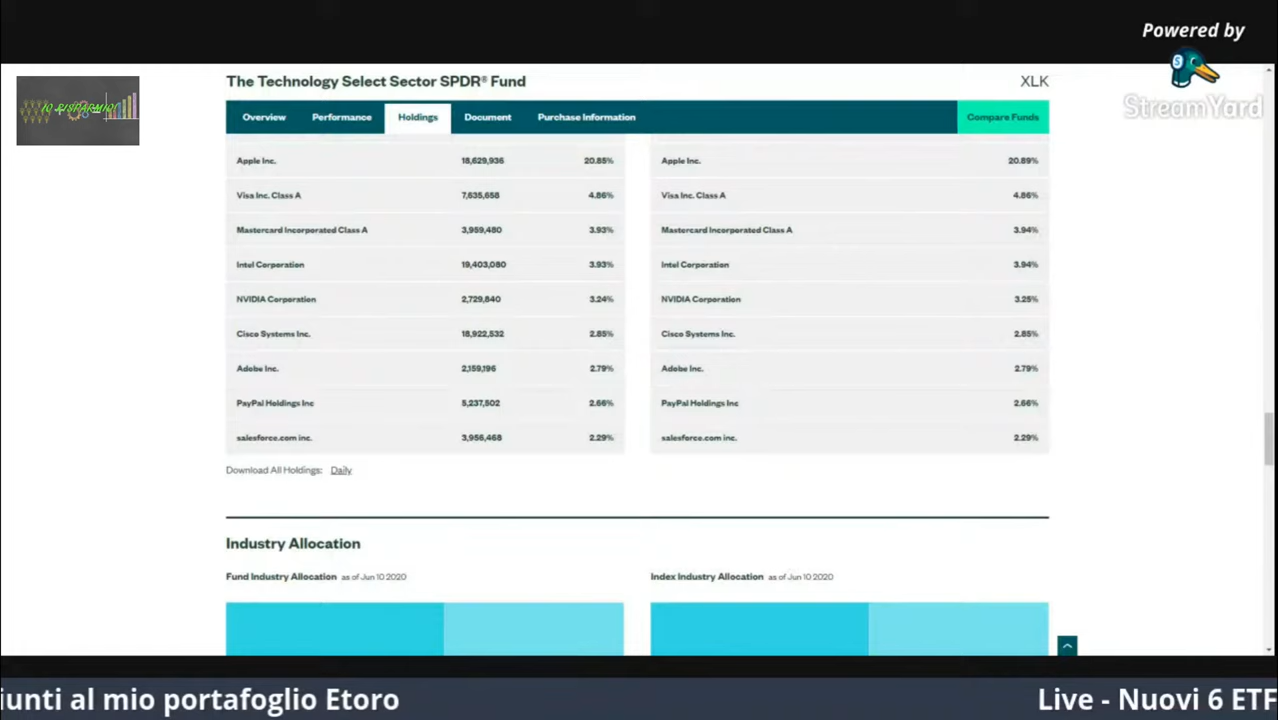 Powered by
StreamYard
IO RISPARMIO!
The Technology Select Sector SPDR® Fund XLK
Overview Performance Holdings Document Purchase Information Compare Funds
Apple Inc. 18,629,936 20.85% Apple Inc. 20.89%
Visa Inc. Class A 7,635,658 4.86% Visa Inc. Class A 4.86%
Mastercard Incorporated Class A 3,959,480 3.93% Mastercard Incorporated Class A 3.94%
Intel Corporation 19,403,080 3.93% Intel Corporation 3.94%
NVIDIA Corporation 2,729,840 3.24% NVIDIA Corporation 3.25%
Cisco Systems Inc. 18,922,532 2.85% Cisco Systems Inc. 2.85%
Adobe Inc. 2,159,196 2.79% Adobe Inc. 2.79%
PayPal Holdings Inc 5,237,502 2.66% PayPal Holdings Inc 2.66%
salesforce.com inc. 3,956,468 2.29% salesforce.com inc. 2.29%
Download All Holdings: Daily
Industry Allocation
Fund Industry Allocation as of Jun 10 2020 Index Industry Allocation as of Jun 10 2020
iunti al mio portafoglio Etoro Live - Nuovi 6 ETF